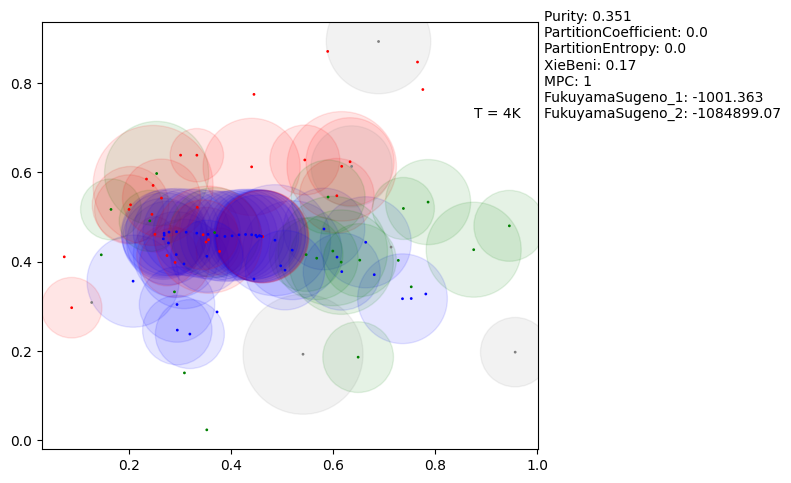 Purity: 0.351
PartitionCoefficient: 0.0
PartitionEntropy: 0.0
XieBeni: 0.17
MPC: 1
FukuyamaSugeno_1: -1001.363
FukuyamaSugeno_2: -1084899.07
T = 4K
0.8
0.6
0.4
0.2
0.0
0.2 0.4 0.6 0.8 1.0